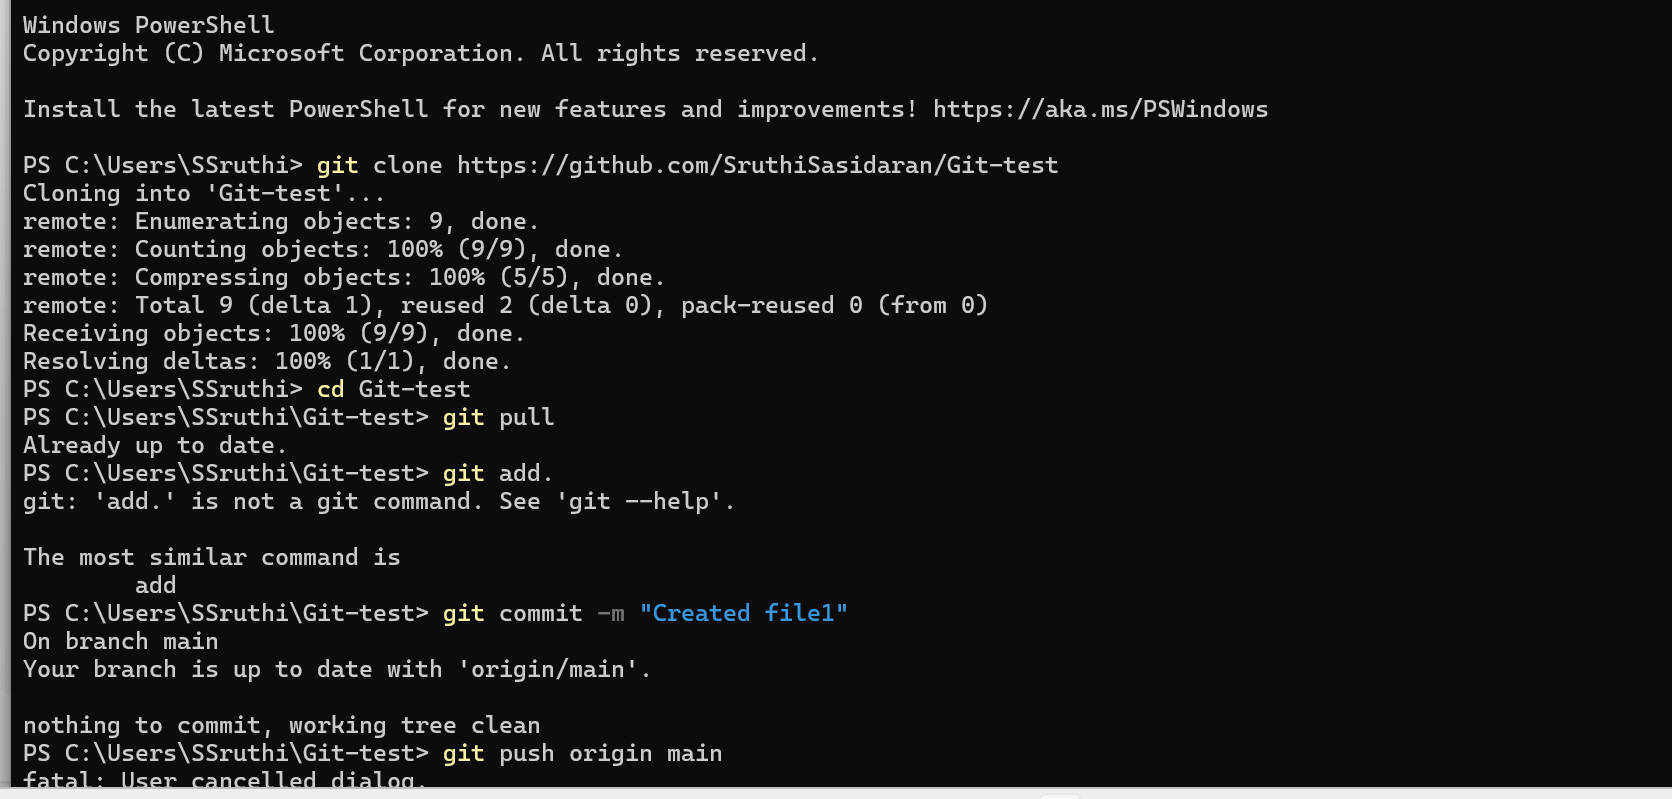 Windows PowerShell
Copyright (C) Microsoft Corporation. All rights reserved.
Install the latest PowerShell for new features and improvements! https://aka.ms/PSWindows
PS C:\Users\SSruthi> git clone https://github.com/SruthiSasidaran/Git-test
Cloning into 'Git-test'...
remote: Enumerating objects: 9, done.
remote: Counting objects: 100% (9/9), done.
remote: Compressing objects: 100% (5/5), done.
remote: Total 9 (delta 1), reused 2 (delta 0), pack-reused 0 (from 0)
Receiving objects: 100% (9/9), done.
Resolving deltas: 100% (1/1), done.
PS C:\Users\SSruthi> cd Git-test
PS C:\Users\SSruthi\Git-test> git pull
Already up to date.
PS C:\Users\SSruthi\Git-test> git add.
git: 'add.' is not a git command. See 'git --help'.
The most similar command is
add
PS C:\Users\SSruthi\Git-test> git commit -m "Created file1"
On branch main
Your branch is up to date with 'origin/main'.
nothing to commit, working tree clean
PS C:\Users\SSruthi\Git-test> git push origin main
fatal: User cancelled dialog.